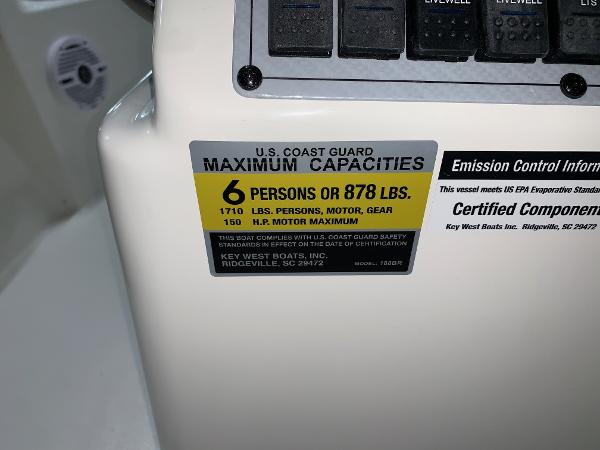 LIVEWELL
LIVEWELL
LTS
U.S. COAST GUARD
MAXIMUM CAPACITIES
6 PERSONS OR 878 LBS.
1710 LBS. PERSONS, MOTOR, GEAR
150 H.P. MOTOR MAXIMUM
THIS BOAT COMPLIES WITH U.S. COAST GUARD SAFETY
STANDARDS IN EFFECT ON THE DATE OF CERTIFICATION
KEY WEST BOATS, INC.
RIDGEVILLE, SC 29472 MODEL: 188BR
Emission Control Inform
This vessel meets US EPA Evaporative Standa
Certified Component
Key West Boats Inc. Ridgeville, SC 29472